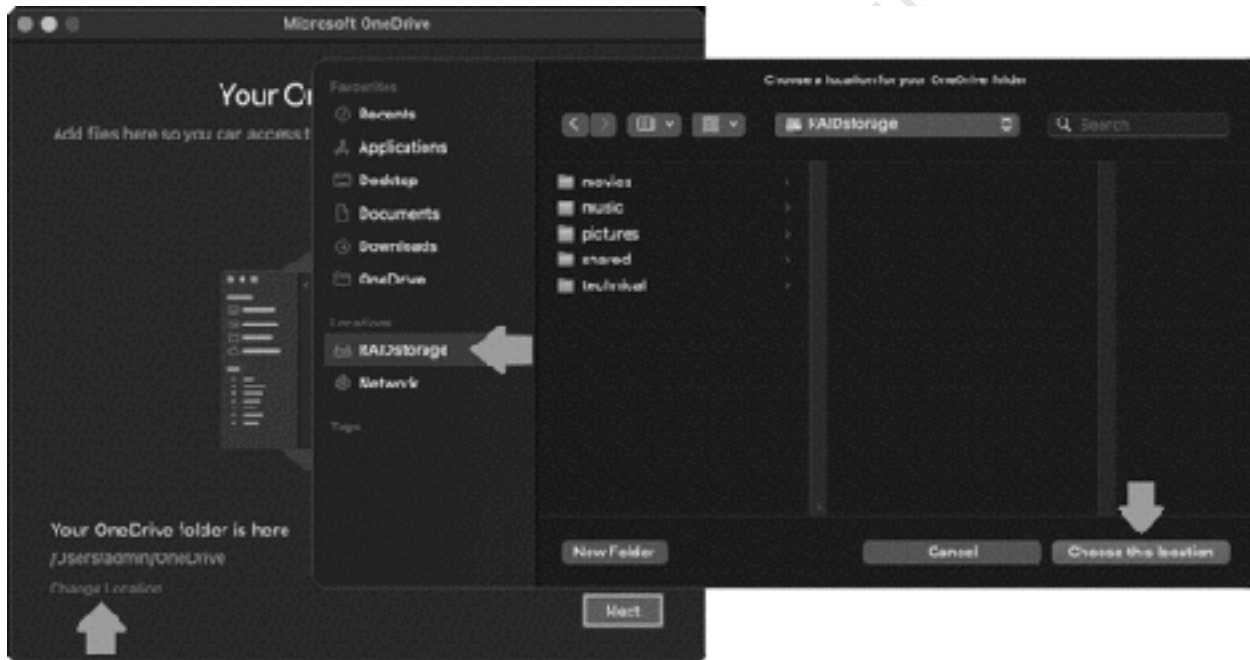 Microsoft OneDrive
Your O
Add files here so you can access t
Your OneDrive folder is here
/Users/admin/OneDrive
Change Location
Next
Favourites
Recents
Applications
Desktop
Documents
Downloads
OneDrive
Locations
RAIDstorage
Network
Tags
Choose a location for your OneDrive folder
RAIDstorage
Search
movies
music
pictures
shared
technical
New Folder
Cancel
Choose this location